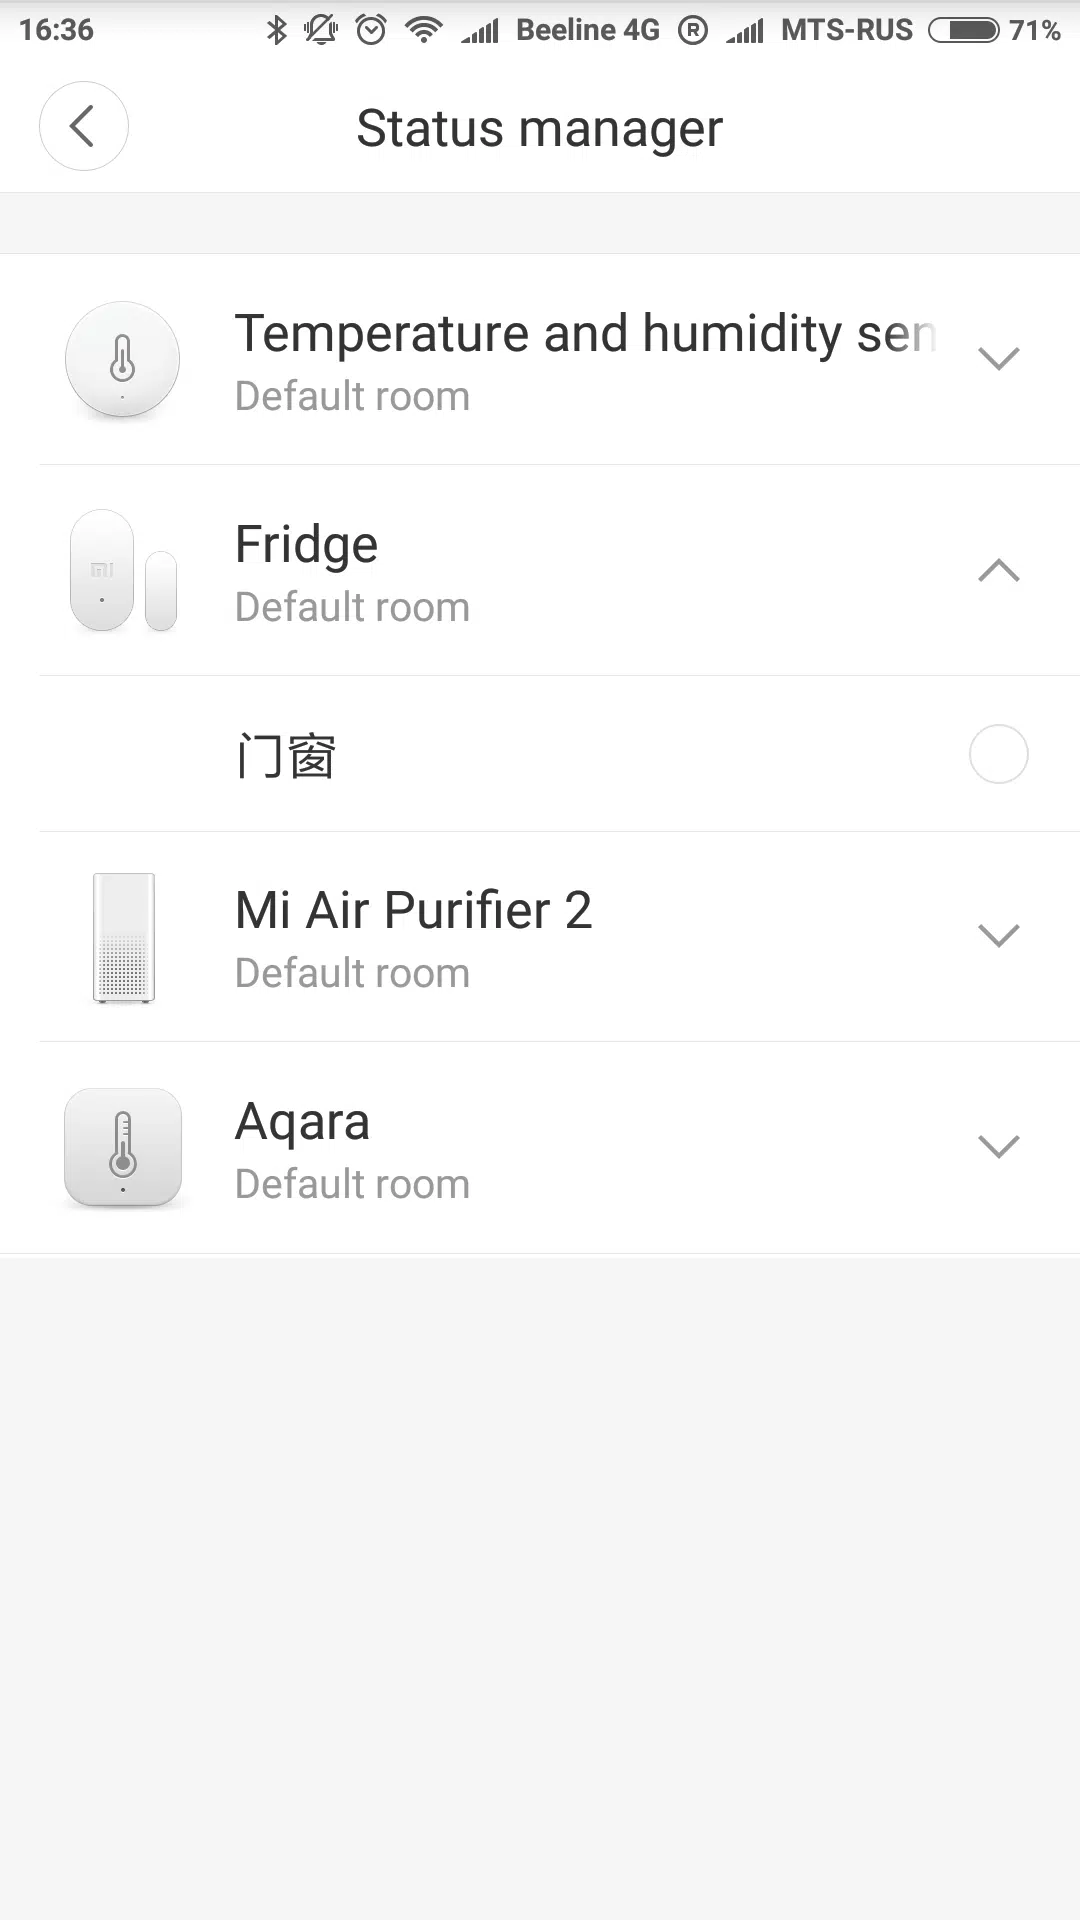 16:36 Beeline 4G R MTS-RUS 71%
Status manager
Temperature and humidity sen
Default room
Fridge
Default room
MI
门窗
Mi Air Purifier 2
Default room
Aqara
Default room